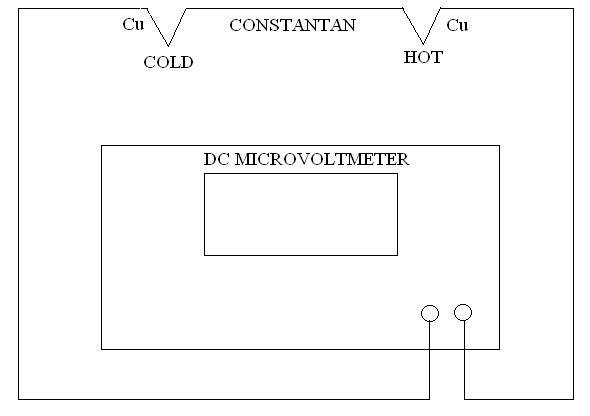 Cu CONSTANTAN Cu
COLD HOT
DC MICROVOLTMETER